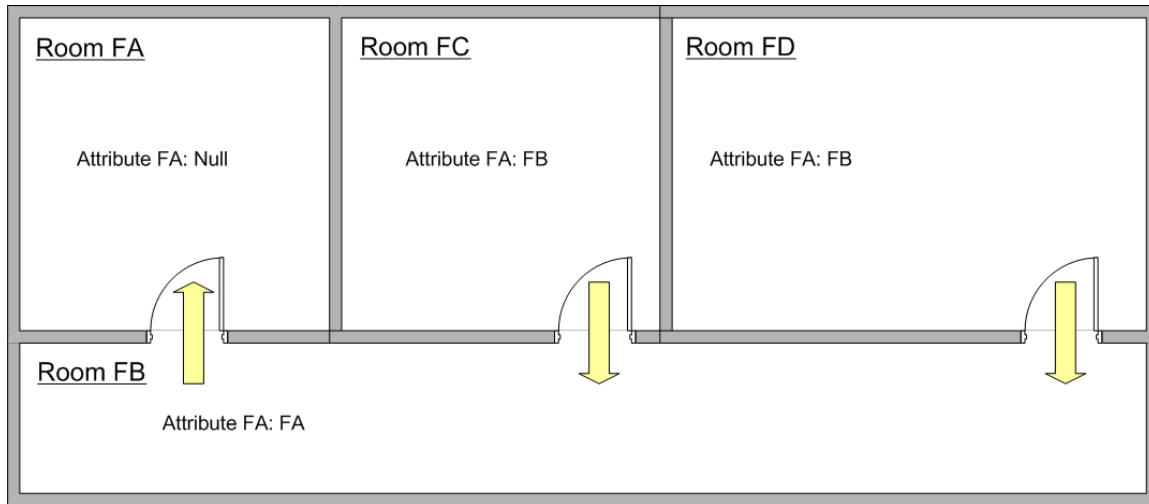 Room FA
Room FC
Room FD
Attribute FA: Null
Attribute FA: FB
Attribute FA: FB
Room FB
Attribute FA: FA